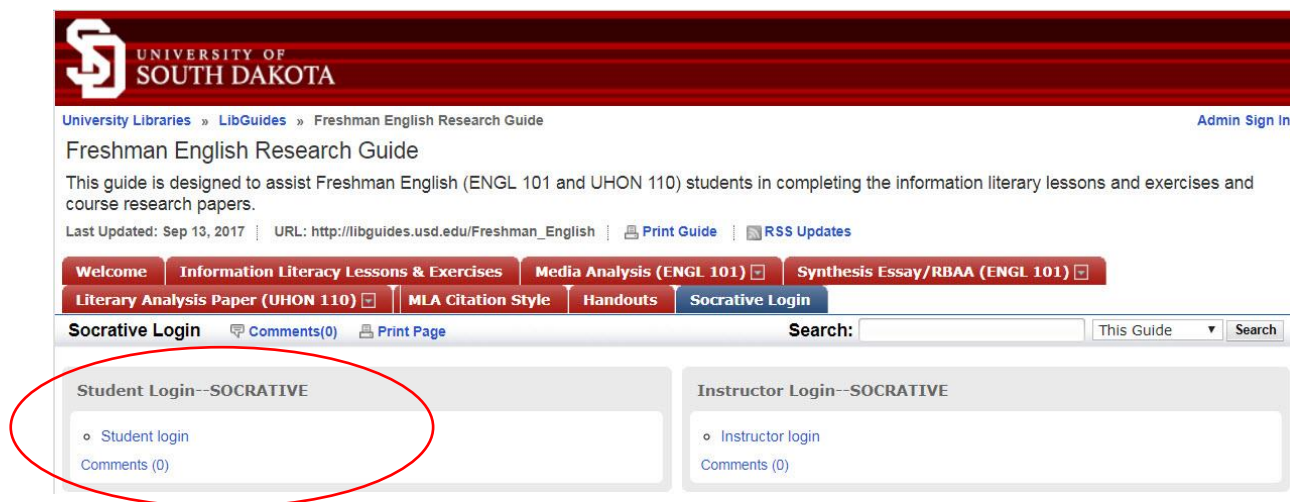 UNIVERSITY OF
SOUTH DAKOTA
University Libraries » LibGuides » Freshman English Research Guide Admin Sign In
Freshman English Research Guide
This guide is designed to assist Freshman English (ENGL 101 and UHON 110) students in completing the information literary lessons and exercises and
course research papers.
Last Updated: Sep 13, 2017 | URL: http://libguides.usd.edu/Freshman_English | Print Guide | RSS Updates
Welcome Information Literacy Lessons & Exercises Media Analysis (ENGL 101) Synthesis Essay/RBAA (ENGL 101)
Literary Analysis Paper (UHON 110) MLA Citation Style Handouts Socrative Login
Socrative Login Comments(0) Print Page Search: This Guide Search
Student Login--SOCRATIVE Instructor Login--SOCRATIVE
Student login Instructor login
Comments (0) Comments (0)